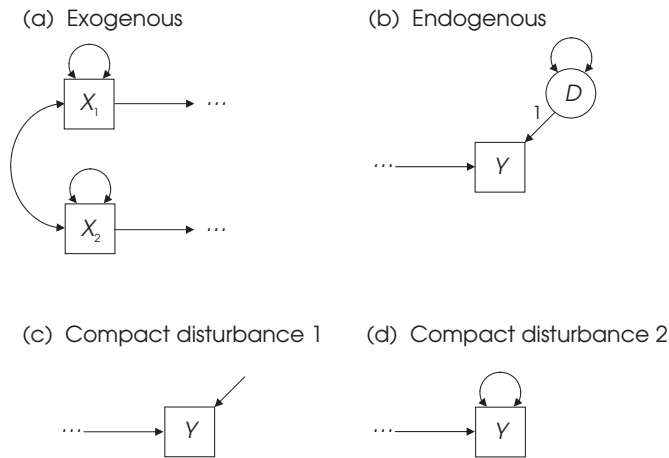 (a) Exogenous
X1
...
X2
...
(b) Endogenous
D
1
...
Y
(c) Compact disturbance 1
...
Y
(d) Compact disturbance 2
...
Y